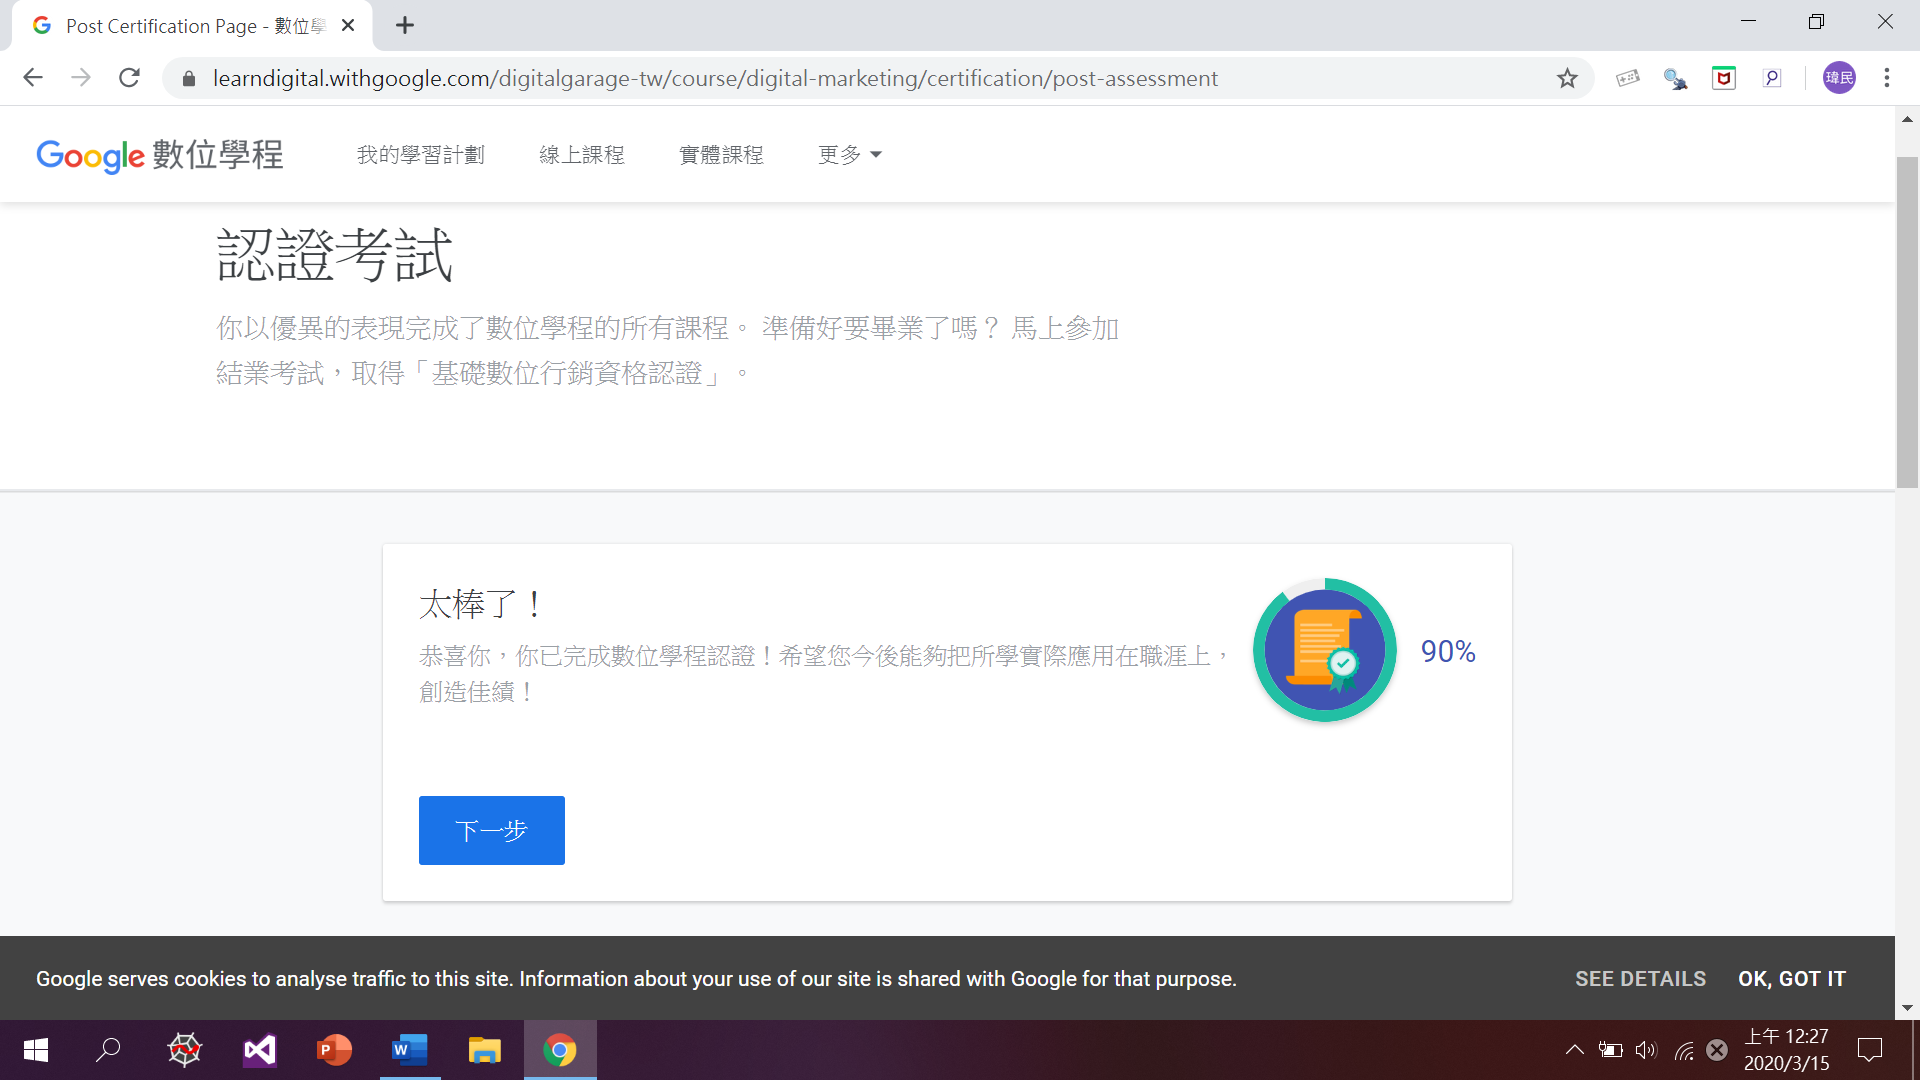 Post Certification Page - 數位學
learndigital.withgoogle.com/digitalgarage-tw/course/digital-marketing/certification/post-assessment
瑋民
Google 數位學程
我的學習計劃
線上課程
實體課程
更多
認證考試
你以優異的表現完成了數位學程的所有課程。 準備好要畢業了嗎？ 馬上參加
結業考試，取得「基礎數位行銷資格認證」。
太棒了！
恭喜你，你已完成數位學程認證！希望您今後能夠把所學實際應用在職涯上，
創造佳績！
90%
下一步
Google serves cookies to analyse traffic to this site. Information about your use of our site is shared with Google for that purpose.
SEE DETAILS
OK, GOT IT
上午 12:27
2020/3/15